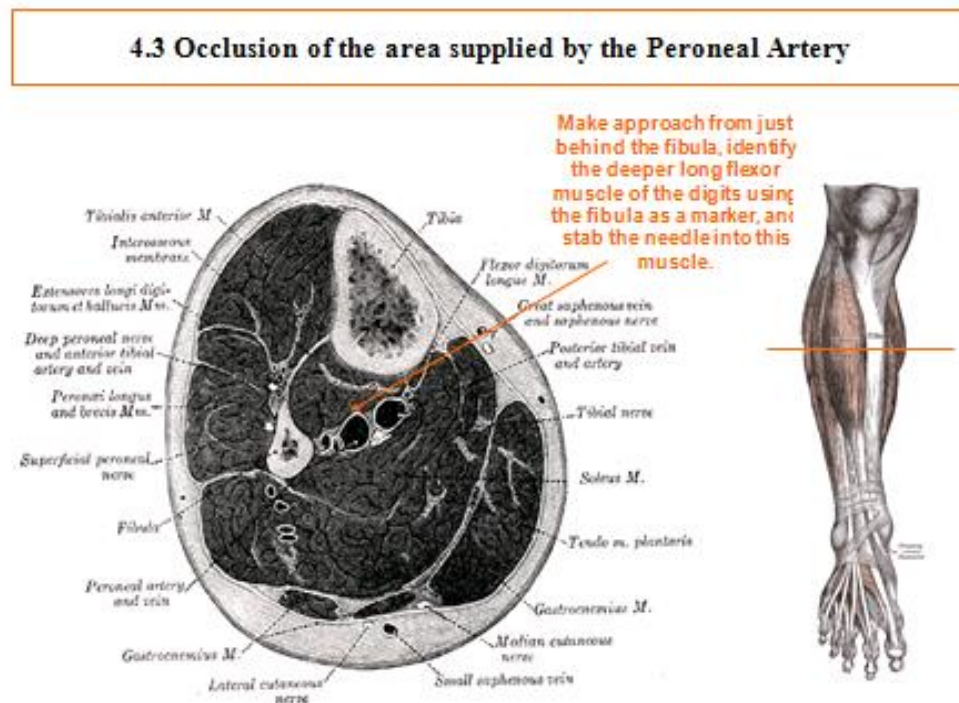 4.3 Occlusion of the area supplied by the Peroneal Artery
Make approach from just
behind the fibula, identify
the deeper long flexor
muscle of the digits using
the fibula as a marker, and
stab the needle into this
muscle.
Tibialis anterior M
Interosseous
membrane
Extensores longi digi-
torum et hallucis Mm.
Deep peroneal nerve
and anterior tibial
artery and vein
Peronei longus
and brevis Mm.
Superficial peroneal
nerve
Fibula
Peroneal artery
and vein
Gastrocnemius M.
Lateral cutaneous
nerve
Tibia
Flexor digitorum
longus M.
Great saphenous vein
and saphenous nerve
Posterior tibial vein
and artery
Tibial nerve
Soleus M.
Tendo m. plantaris
Gastrocnemius M.
Median cutaneous
nerve
Small saphenous vein